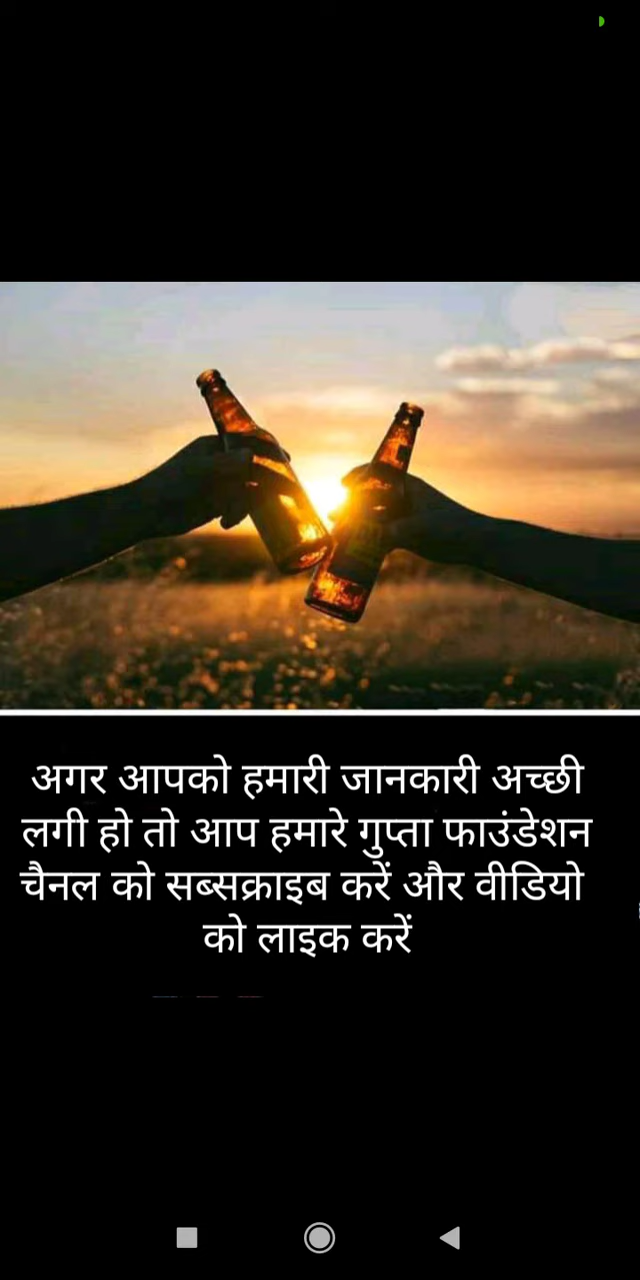 अगर आपको हमारी जानकारी अच्छी
लगी हो तो आप हमारे गुप्ता फाउंडेशन
चैनल को सब्सक्राइब करें और वीडियो
को लाइक करें